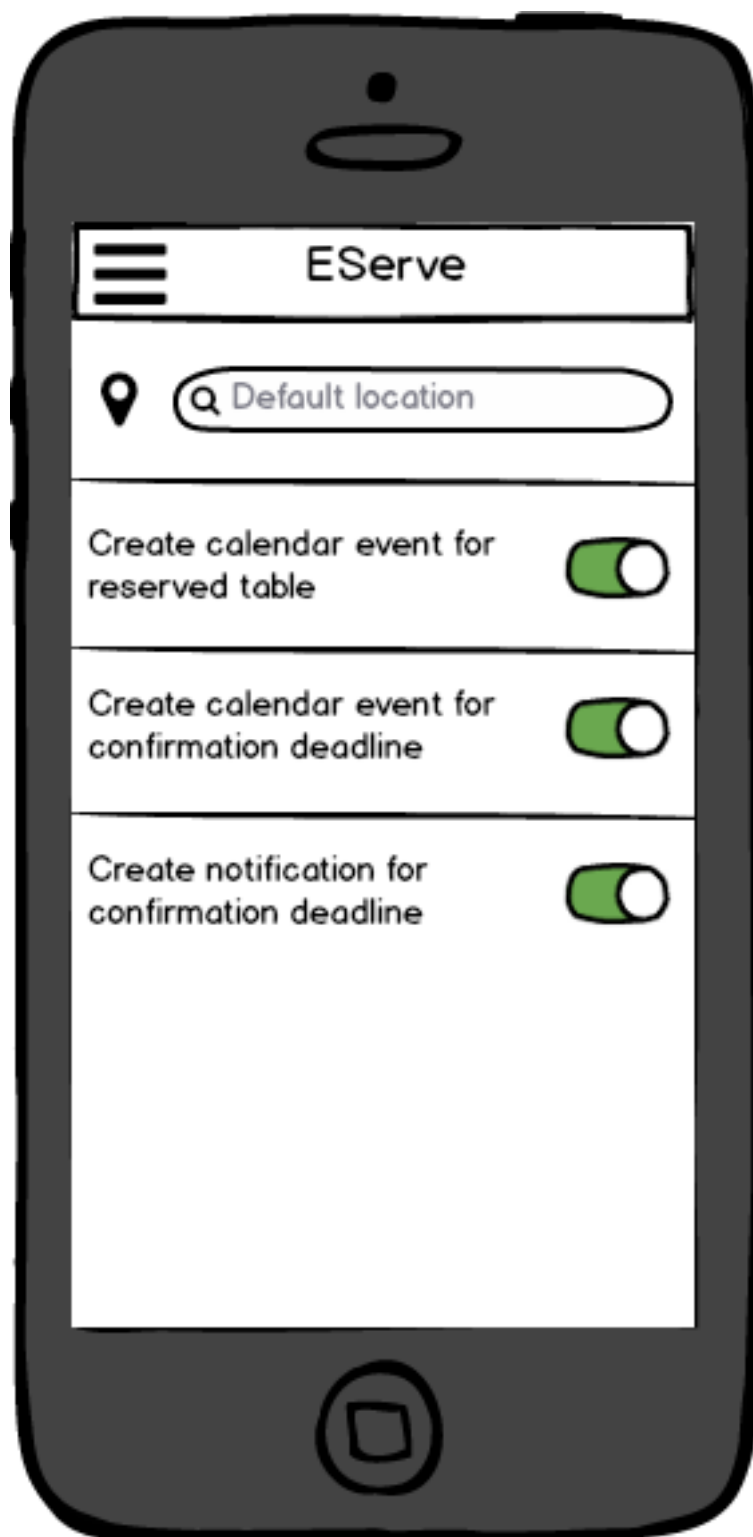 EServe
Default location
Create calendar event for
reserved table
Create calendar event for
confirmation deadline
Create notification for
confirmation deadline